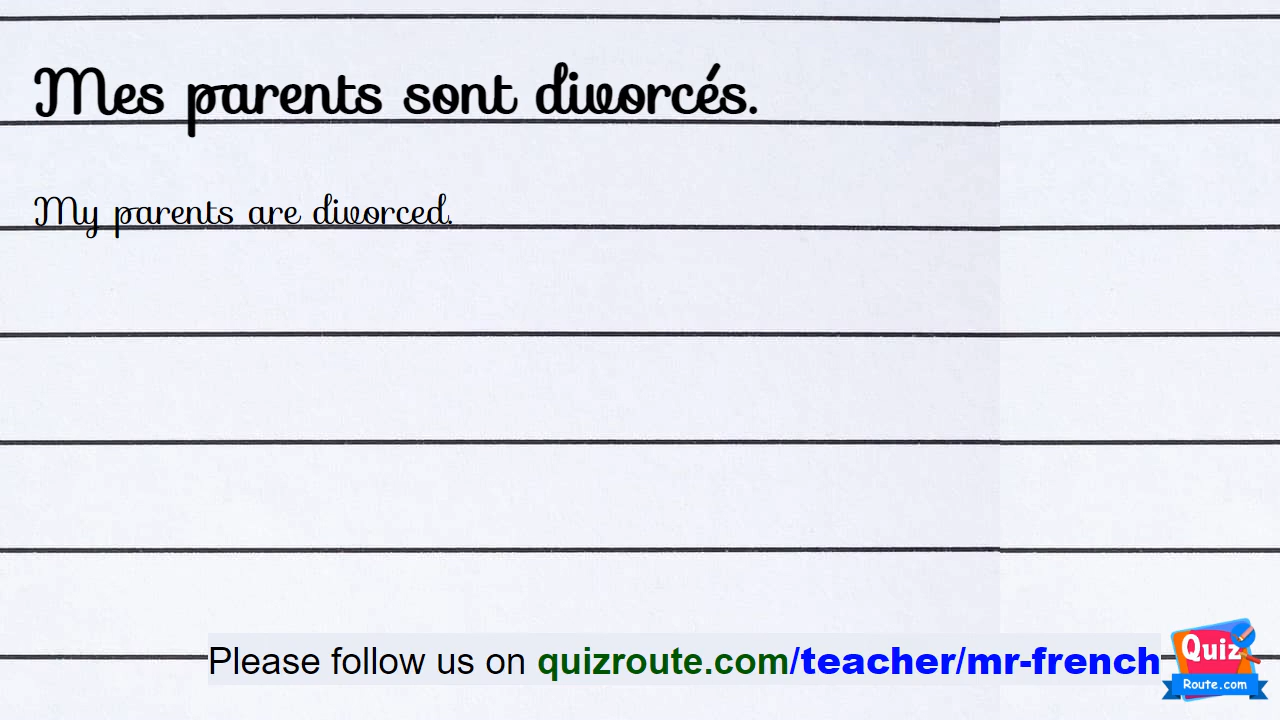 Mes parents sont divorcés.
My parents are divorced.
Please follow us on quizroute.com/teacher/mr-french
Quiz
Route.com